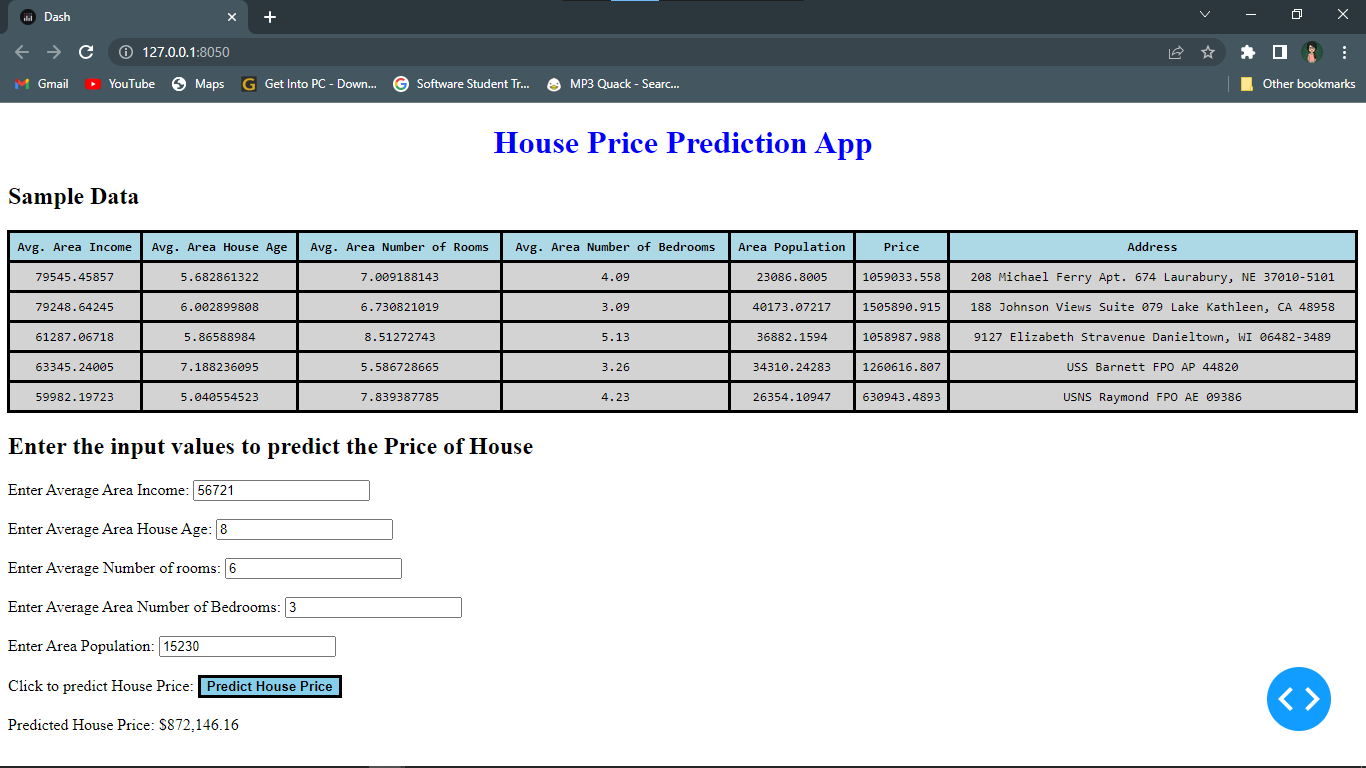 Dash
127.0.0.1:8050
Gmail YouTube Maps Get Into PC - Down... Software Student Tr... MP3 Quack - Searc... Other bookmarks
House Price Prediction App
Sample Data
Avg. Area Income Avg. Area House Age Avg. Area Number of Rooms Avg. Area Number of Bedrooms Area Population Price Address
79545.45857 5.682861322 7.009188143 4.09 23086.8005 1059033.558 208 Michael Ferry Apt. 674 Laurabury, NE 37010-5101
79248.64245 6.002899808 6.730821019 3.09 40173.07217 1505890.915 188 Johnson Views Suite 079 Lake Kathleen, CA 48958
61287.06718 5.86588984 8.51272743 5.13 36882.1594 1058987.988 9127 Elizabeth Stravenue Danieltown, WI 06482-3489
63345.24005 7.188236095 5.586728665 3.26 34310.24283 1260616.807 USS Barnett FPO AP 44820
59982.19723 5.040554523 7.839387785 4.23 26354.10947 630943.4893 USNS Raymond FPO AE 09386
Enter the input values to predict the Price of House
Enter Average Area Income: 56721
Enter Average Area House Age: 8
Enter Average Number of rooms: 6
Enter Average Area Number of Bedrooms: 3
Enter Area Population: 15230
Click to predict House Price: Predict House Price
Predicted House Price: $872,146.16